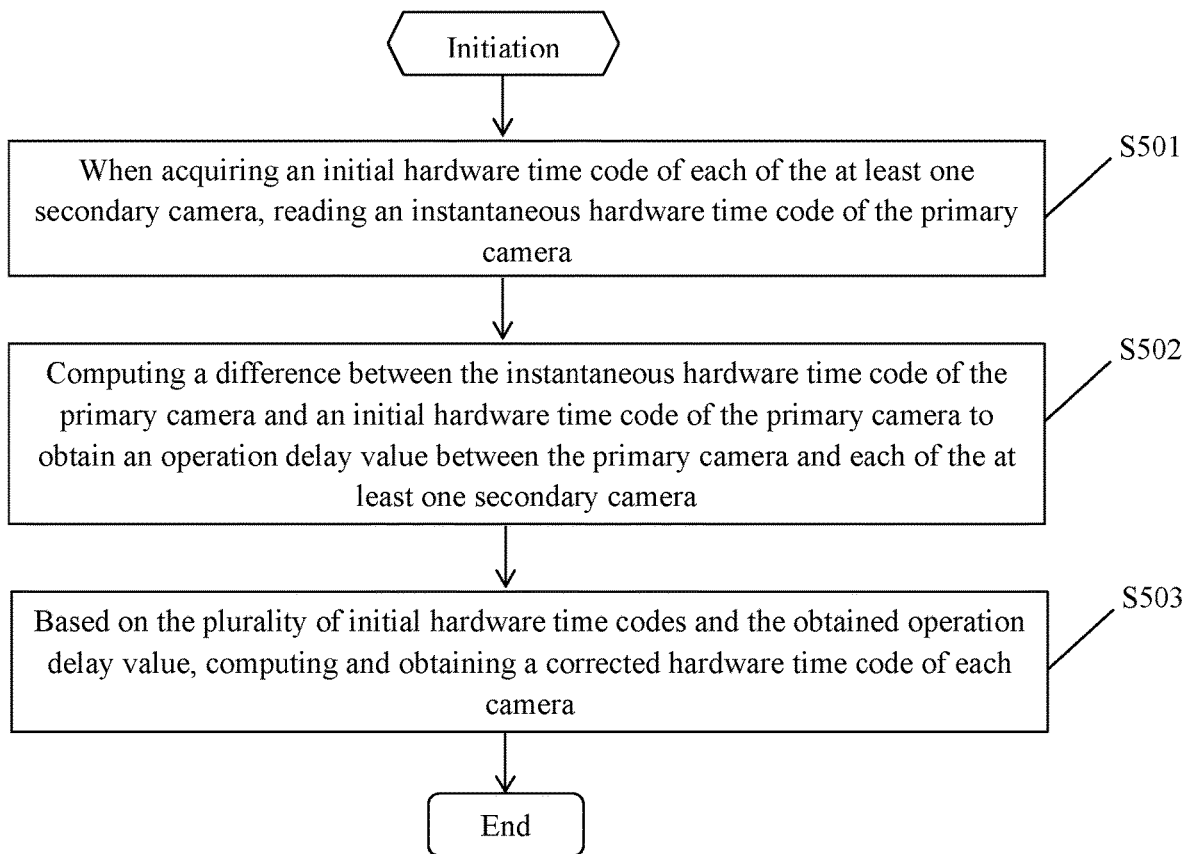 Initiation
S501
When acquiring an initial hardware time code of each of the at least one
secondary camera, reading an instantaneous hardware time code of the primary
camera
S502
Computing a difference between the instantaneous hardware time code of the
primary camera and an initial hardware time code of the primary camera to
obtain an operation delay value between the primary camera and each of the at
least one secondary camera
S503
Based on the plurality of initial hardware time codes and the obtained operation
delay value, computing and obtaining a corrected hardware time code of each
camera
End